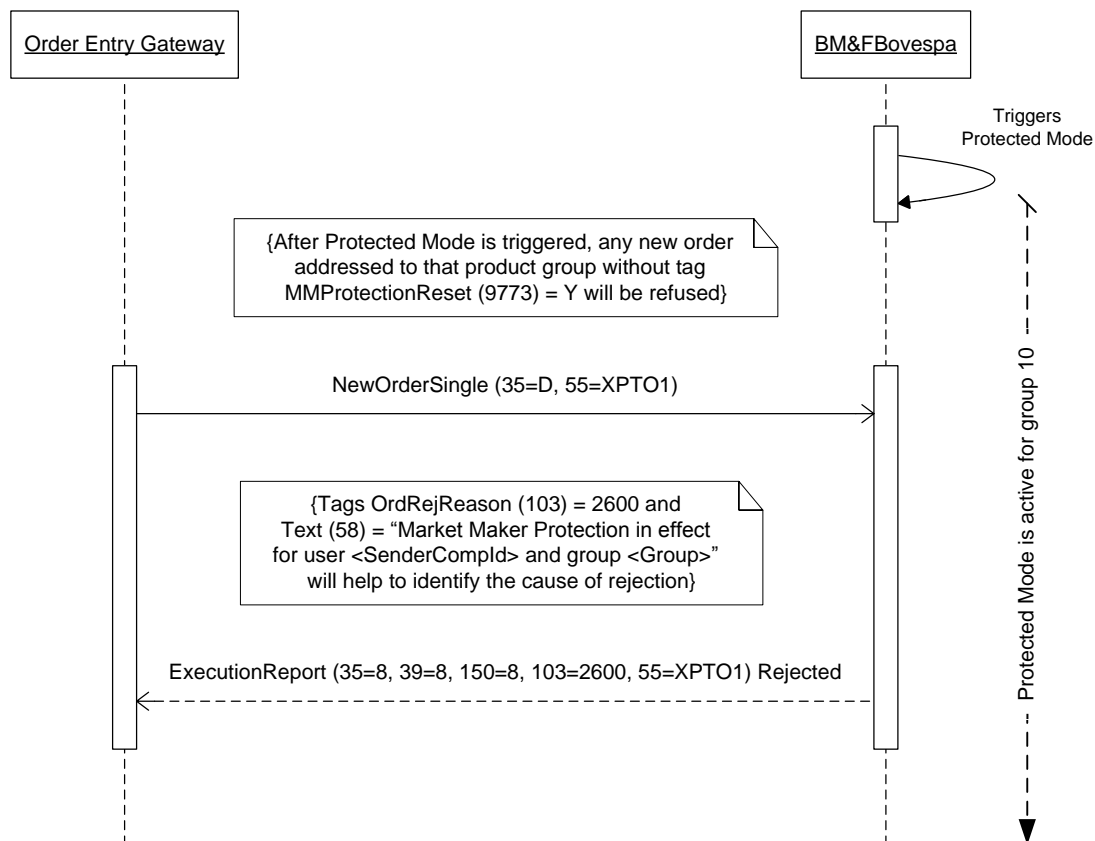 Order Entry Gateway
BM&FBovespa
Triggers
Protected Mode
{After Protected Mode is triggered, any new order
addressed to that product group without tag
MMProtectionReset (9773) = Y will be refused}
NewOrderSingle (35=D, 55=XPTO1)
{Tags OrdRejReason (103) = 2600 and
Text (58) = “Market Maker Protection in effect
for user <SenderCompId> and group <Group>”
will help to identify the cause of rejection}
ExecutionReport (35=8, 39=8, 150=8, 103=2600, 55=XPTO1) Rejected
Protected Mode is active for group 10